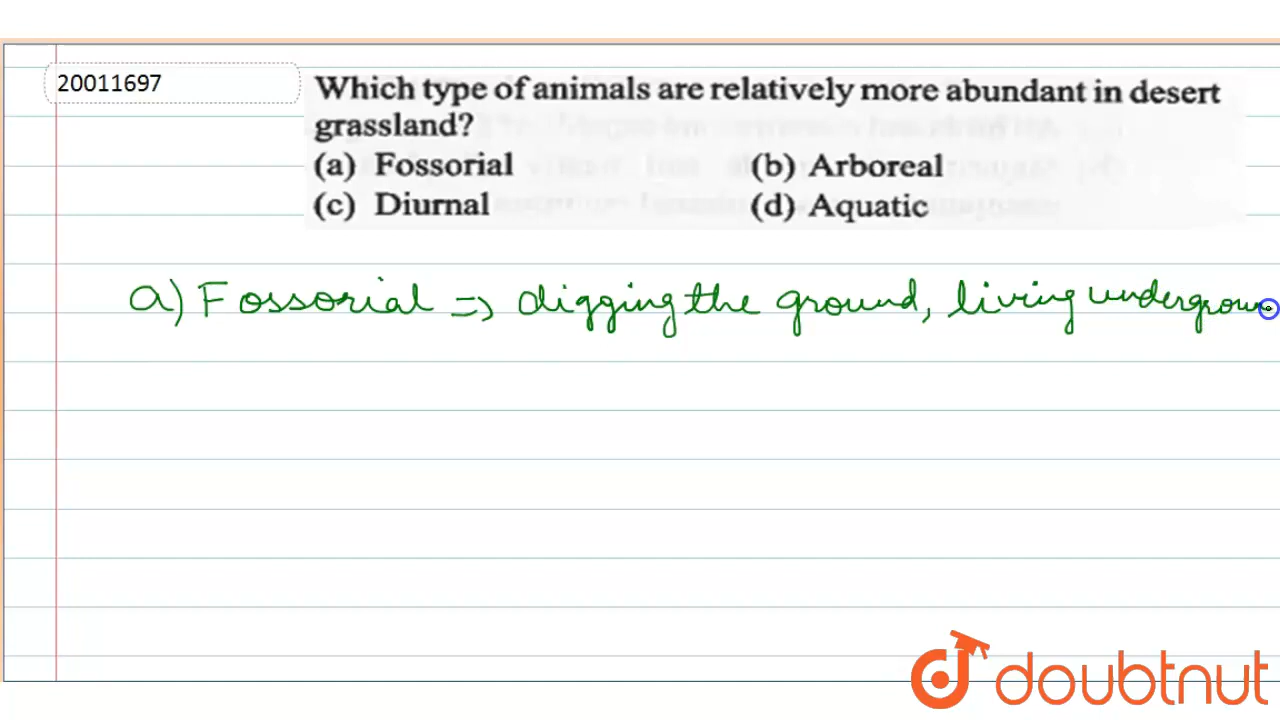 20011697
Which type of animals are relatively more abundant in desert
grassland?
(a) Fossorial (b) Arboreal
(c) Diurnal (d) Aquatic
a) Fossorial => digging the ground, living undergroun
doubtnut